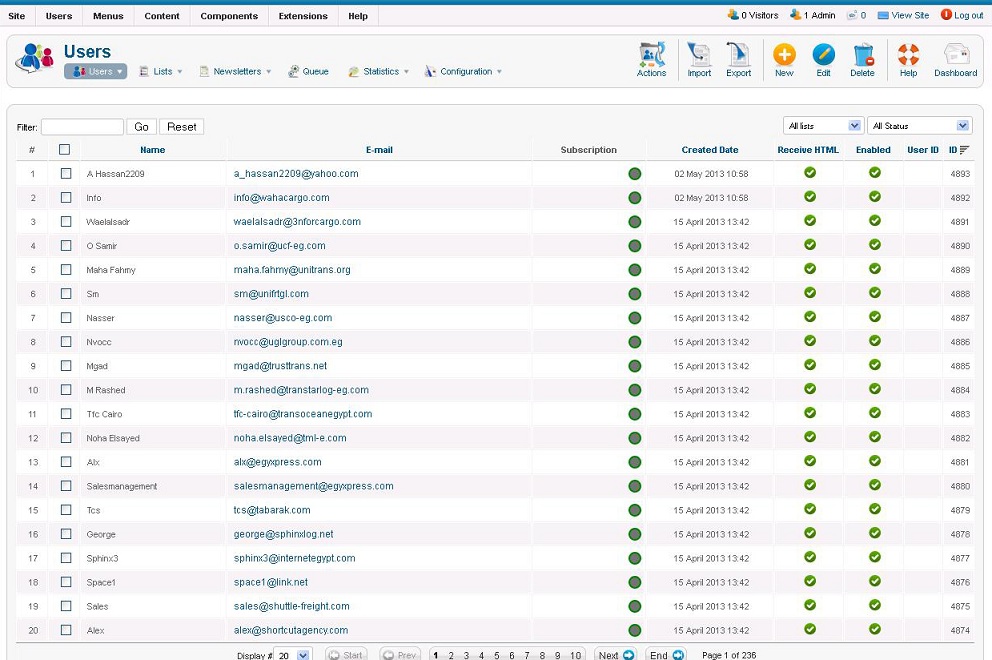 Site Users Menus Content Components Extensions Help 0 Visitors 1 Admin 0 View Site Log out
Users
Users Lists Newsletters Queue Statistics Configuration
Actions Import Export New Edit Delete Help Dashboard
Filter: Go Reset All lists All Status
# Name E-mail Subscription Created Date Receive HTML Enabled User ID ID
1 A Hassan2209 a_hassan2209@yahoo.com 02 May 2013 10:58 4893
2 Info info@wahacargo.com 02 May 2013 10:58 4892
3 Waelalsadr waelalsadr@3nforcargo.com 15 April 2013 13:42 4891
4 O Samir o.samir@ucf-eg.com 15 April 2013 13:42 4890
5 Maha Fahmy maha.fahmy@unitrans.org 15 April 2013 13:42 4889
6 Sm sm@unifrtgl.com 15 April 2013 13:42 4888
7 Nasser nasser@usco-eg.com 15 April 2013 13:42 4887
8 Nvocc nvocc@uglgroup.com.eg 15 April 2013 13:42 4886
9 Mgad mgad@trusttrans.net 15 April 2013 13:42 4885
10 M Rashed m.rashed@transtarlog-eg.com 15 April 2013 13:42 4884
11 Tfc Cairo tfc-cairo@transoceanegypt.com 15 April 2013 13:42 4883
12 Noha Elsayed noha.elsayed@tml-e.com 15 April 2013 13:42 4882
13 Alx alx@egyxpress.com 15 April 2013 13:42 4881
14 Salesmanagement salesmanagement@egyxpress.com 15 April 2013 13:42 4880
15 Tcs tcs@tabarak.com 15 April 2013 13:42 4879
16 George george@sphinxlog.net 15 April 2013 13:42 4878
17 Sphinx3 sphinx3@internetegypt.com 15 April 2013 13:42 4877
18 Space1 space1@link.net 15 April 2013 13:42 4876
19 Sales sales@shuttle-freight.com 15 April 2013 13:42 4875
20 Alex alex@shortcutagency.com 15 April 2013 13:42 4874
Display # 20 Start Prev 1 2 3 4 5 6 7 8 9 10 Next End Page 1 of 236